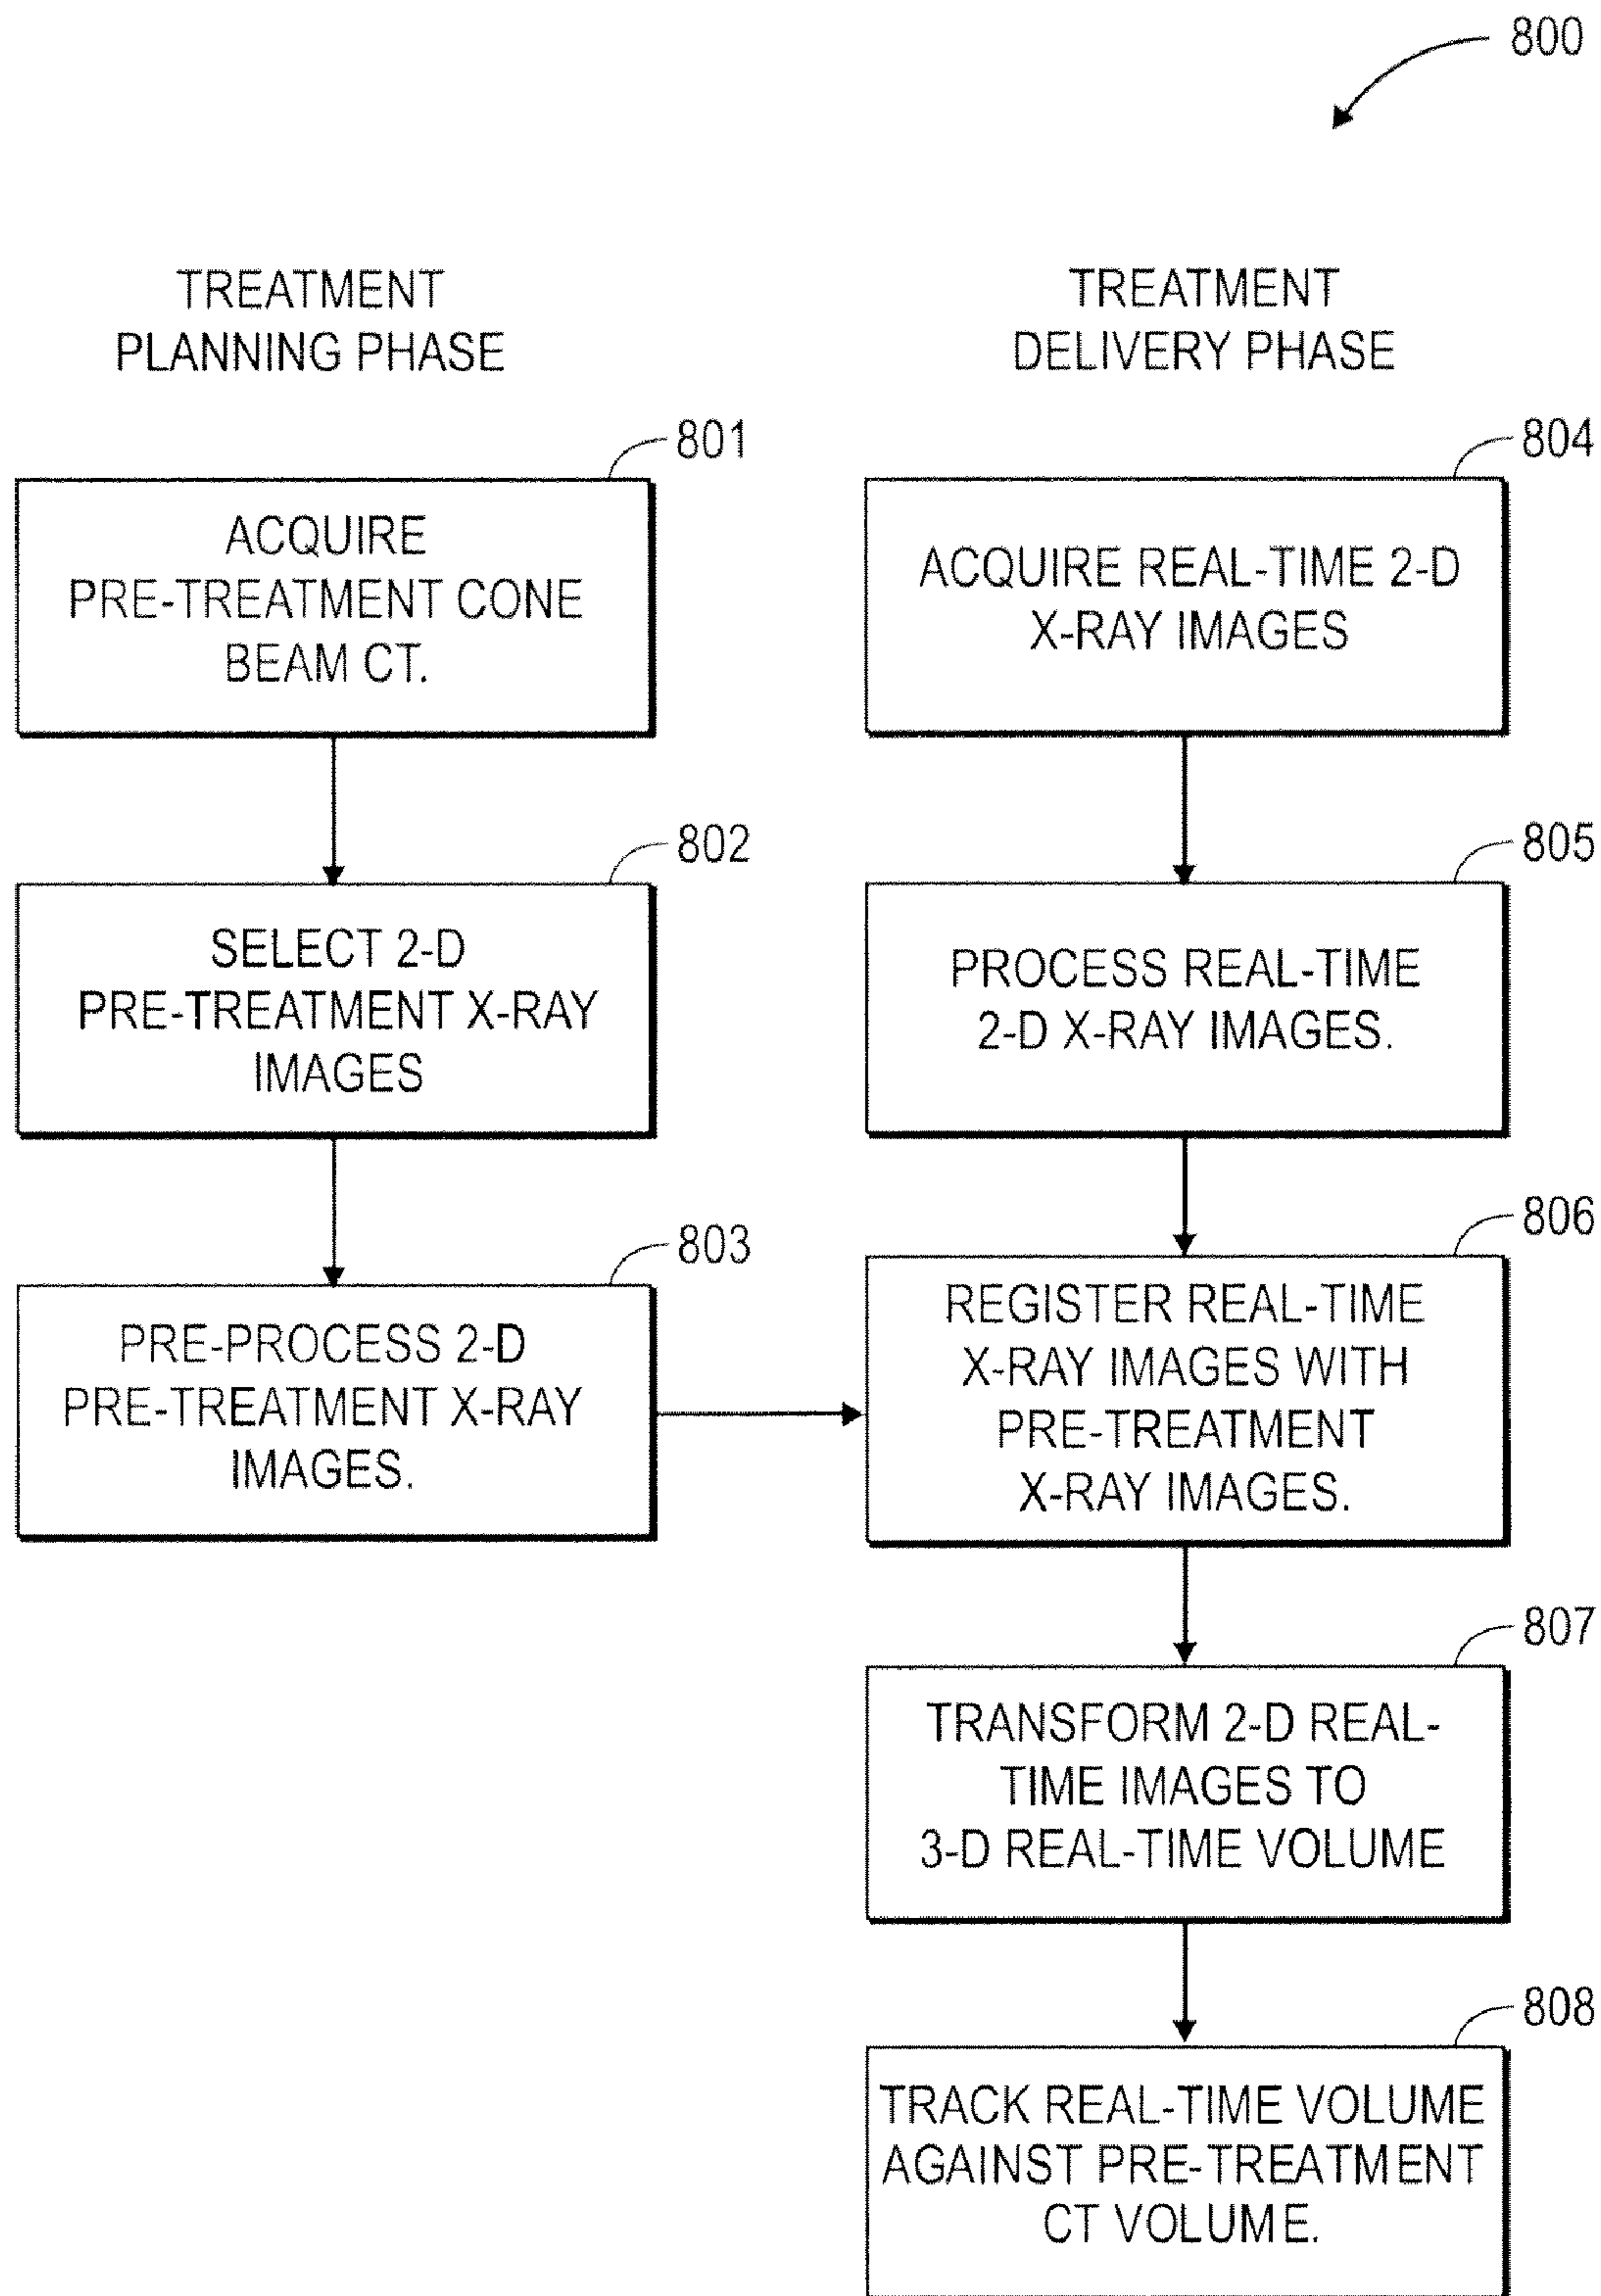 800
TREATMENT
PLANNING PHASE
801
ACQUIRE
PRE-TREATMENT CONE
BEAM CT.
802
SELECT 2-D
PRE-TREATMENT X-RAY
IMAGES
803
PRE-PROCESS 2-D
PRE-TREATMENT X-RAY
IMAGES.
TREATMENT
DELIVERY PHASE
804
ACQUIRE REAL-TIME 2-D
X-RAY IMAGES
805
PROCESS REAL-TIME
2-D X-RAY IMAGES.
806
REGISTER REAL-TIME
X-RAY IMAGES WITH
PRE-TREATMENT
X-RAY IMAGES.
807
TRANSFORM 2-D REAL-
TIME IMAGES TO
3-D REAL-TIME VOLUME
808
TRACK REAL-TIME VOLUME
AGAINST PRE-TREATMENT
CT VOLUME.